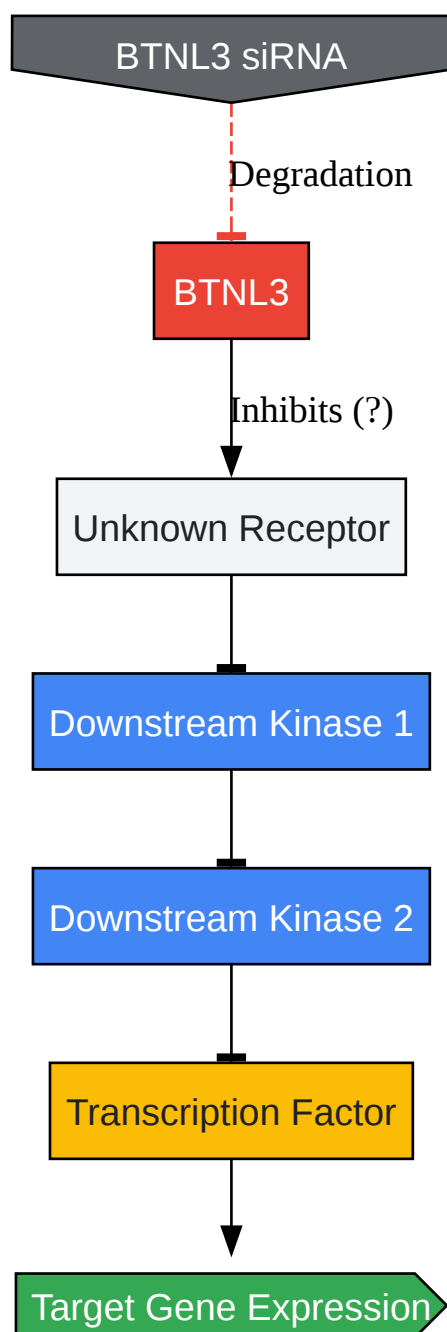 BTNL3 siRNA
Degradation
BTNL3
Inhibits (?)
Unknown Receptor
Downstream Kinase 1
Downstream Kinase 2
Transcription Factor
Target Gene Expression